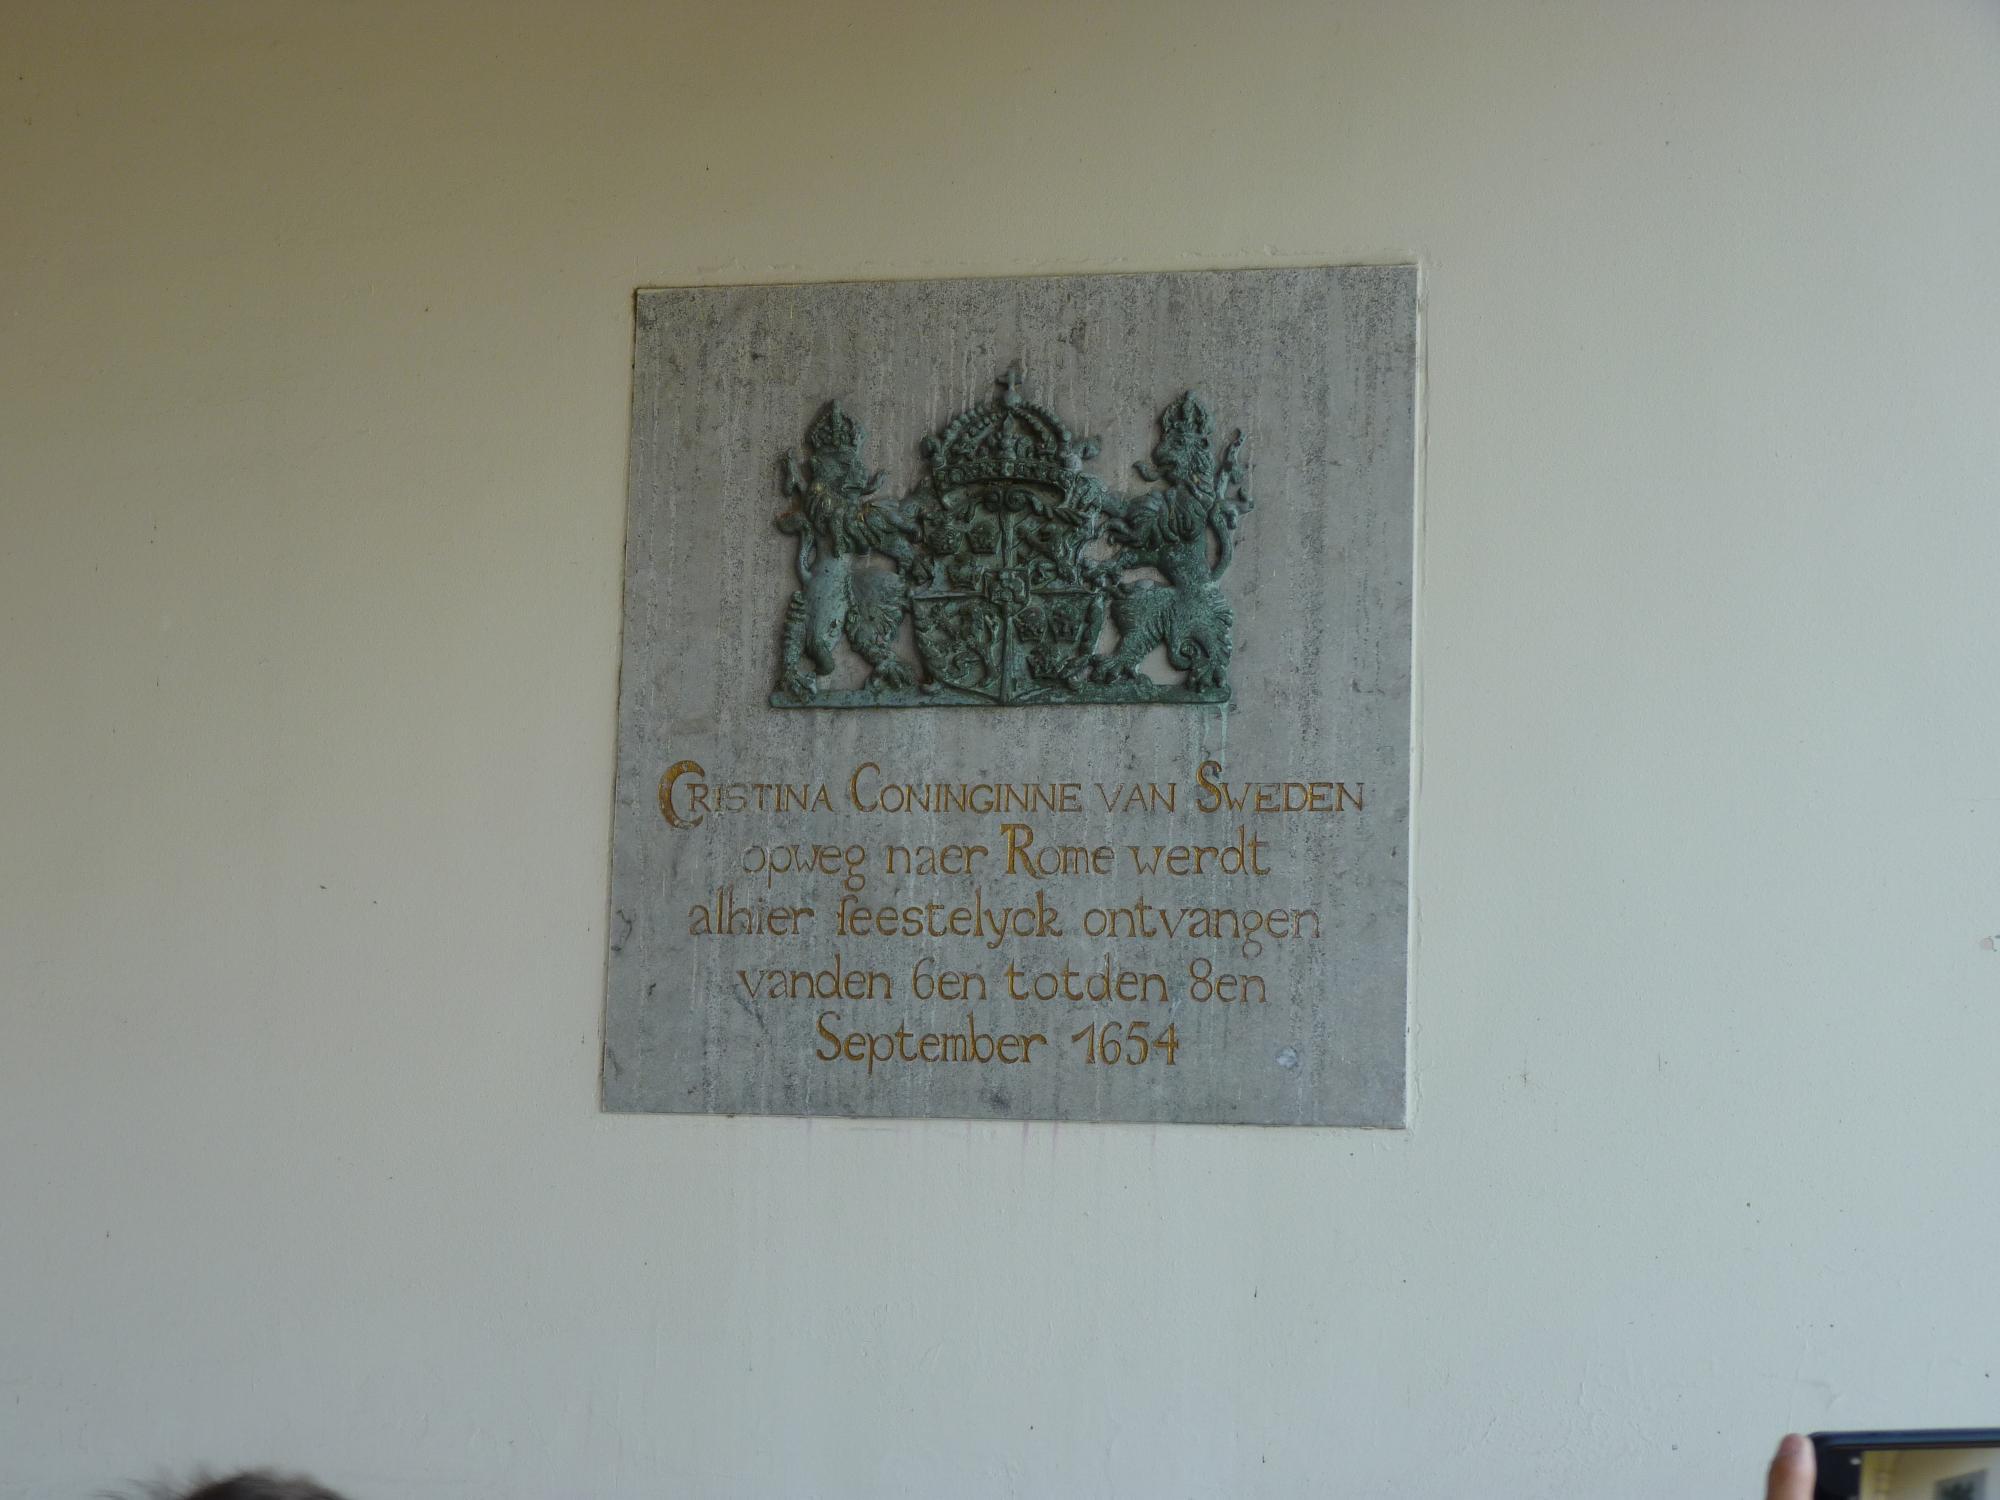 CRISTINA CONINGINNE VAN SWEDEN
opweg naer Rome werdt
alhier feestelyck ontvangen
vanden 6en totden 8en
September 1654